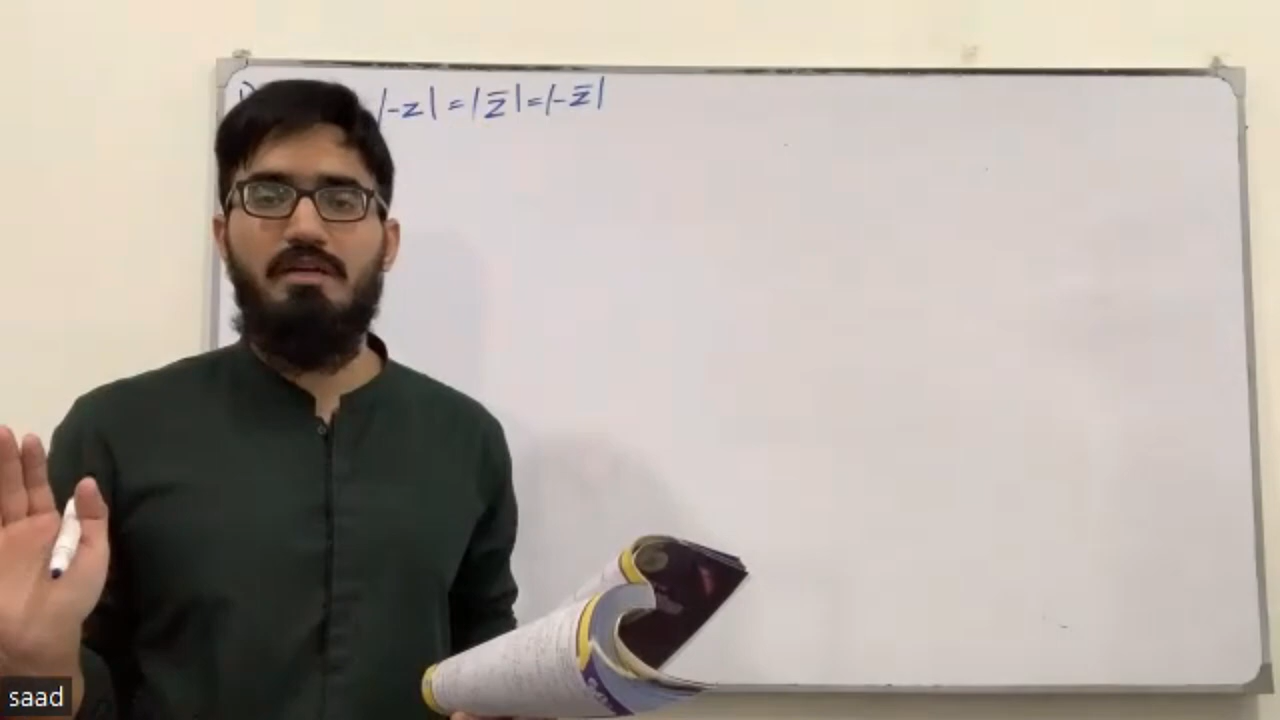 |-z| = |z̅| = |-z̅|
saad